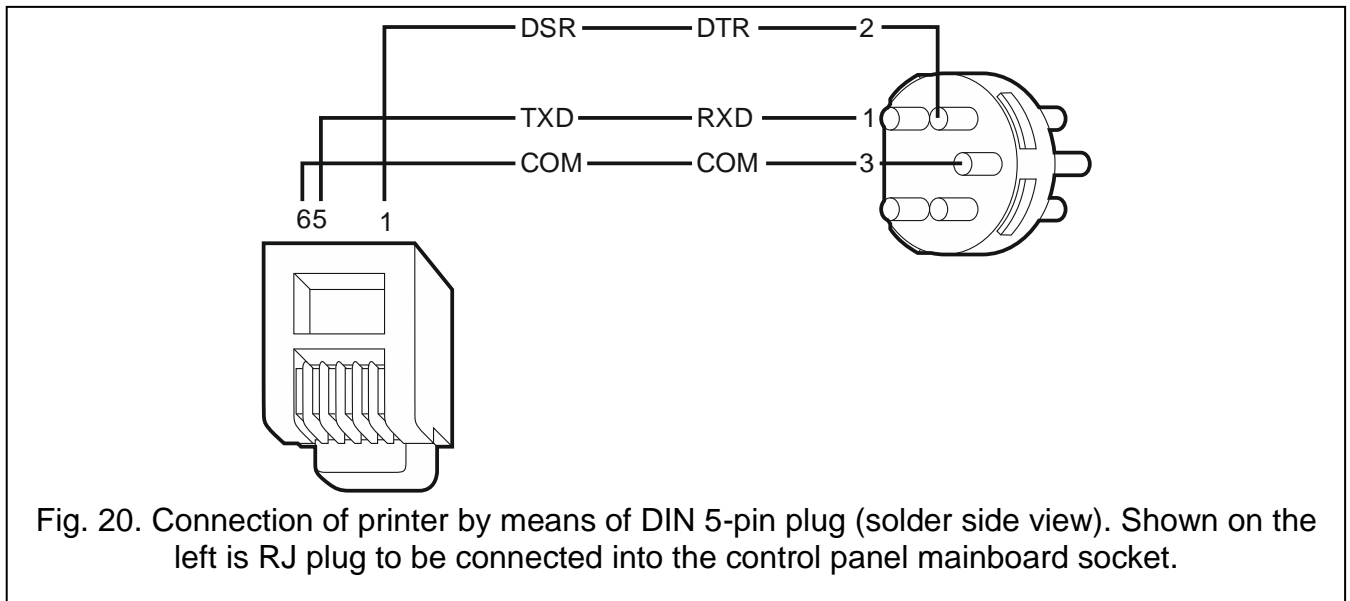 DSR DTR 2
TXD RXD 1
COM COM 3
65 1
Fig. 20. Connection of printer by means of DIN 5-pin plug (solder side view). Shown on the
left is RJ plug to be connected into the control panel mainboard socket.